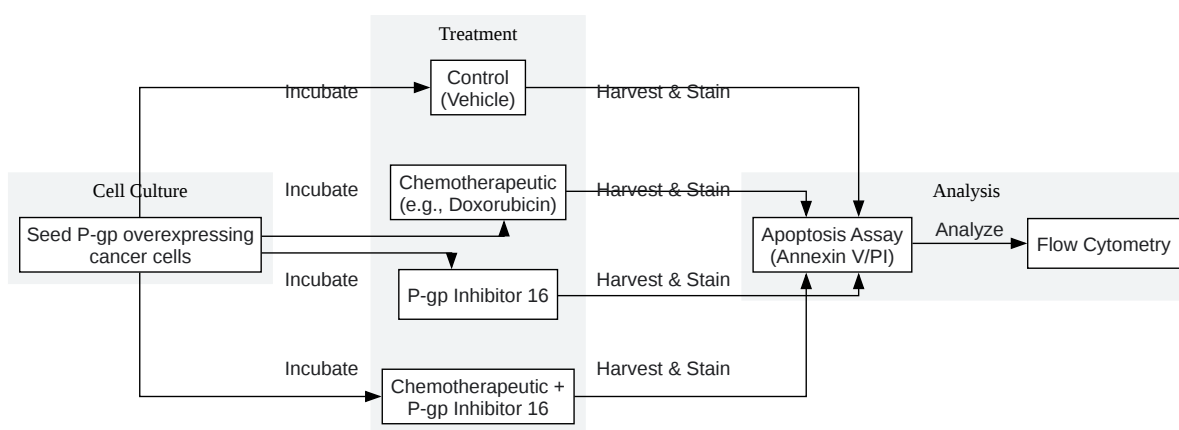 Treatment
Incubate
Control
(Vehicle)
Harvest & Stain
Cell Culture
Seed P-gp overexpressing
cancer cells
Incubate
Chemotherapeutic
(e.g., Doxorubicin)
Harvest & Stain
Incubate
P-gp Inhibitor 16
Harvest & Stain
Incubate
Chemotherapeutic +
P-gp Inhibitor 16
Harvest & Stain
Analysis
Apoptosis Assay
(Annexin V/PI)
Analyze
Flow Cytometry